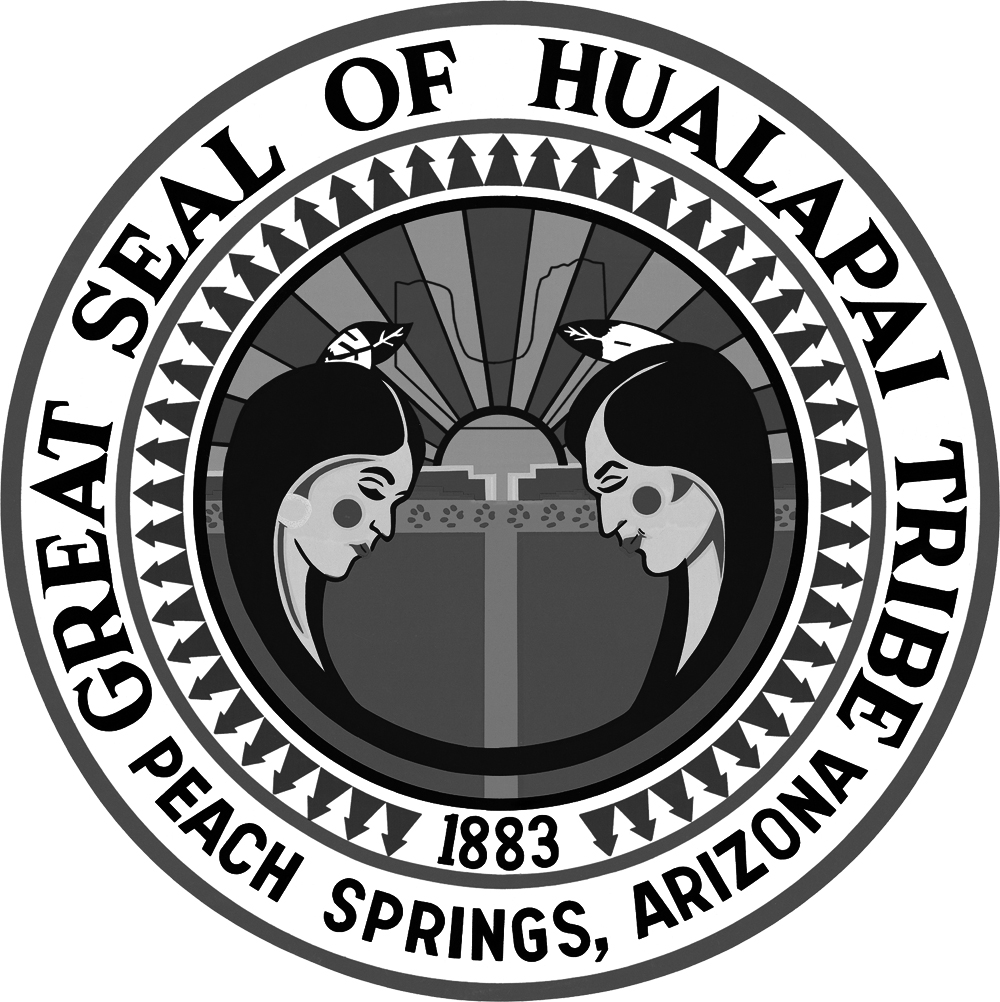 GREAT SEAL OF HUALAPAI TRIBE
1883
PEACH SPRINGS, ARIZONA